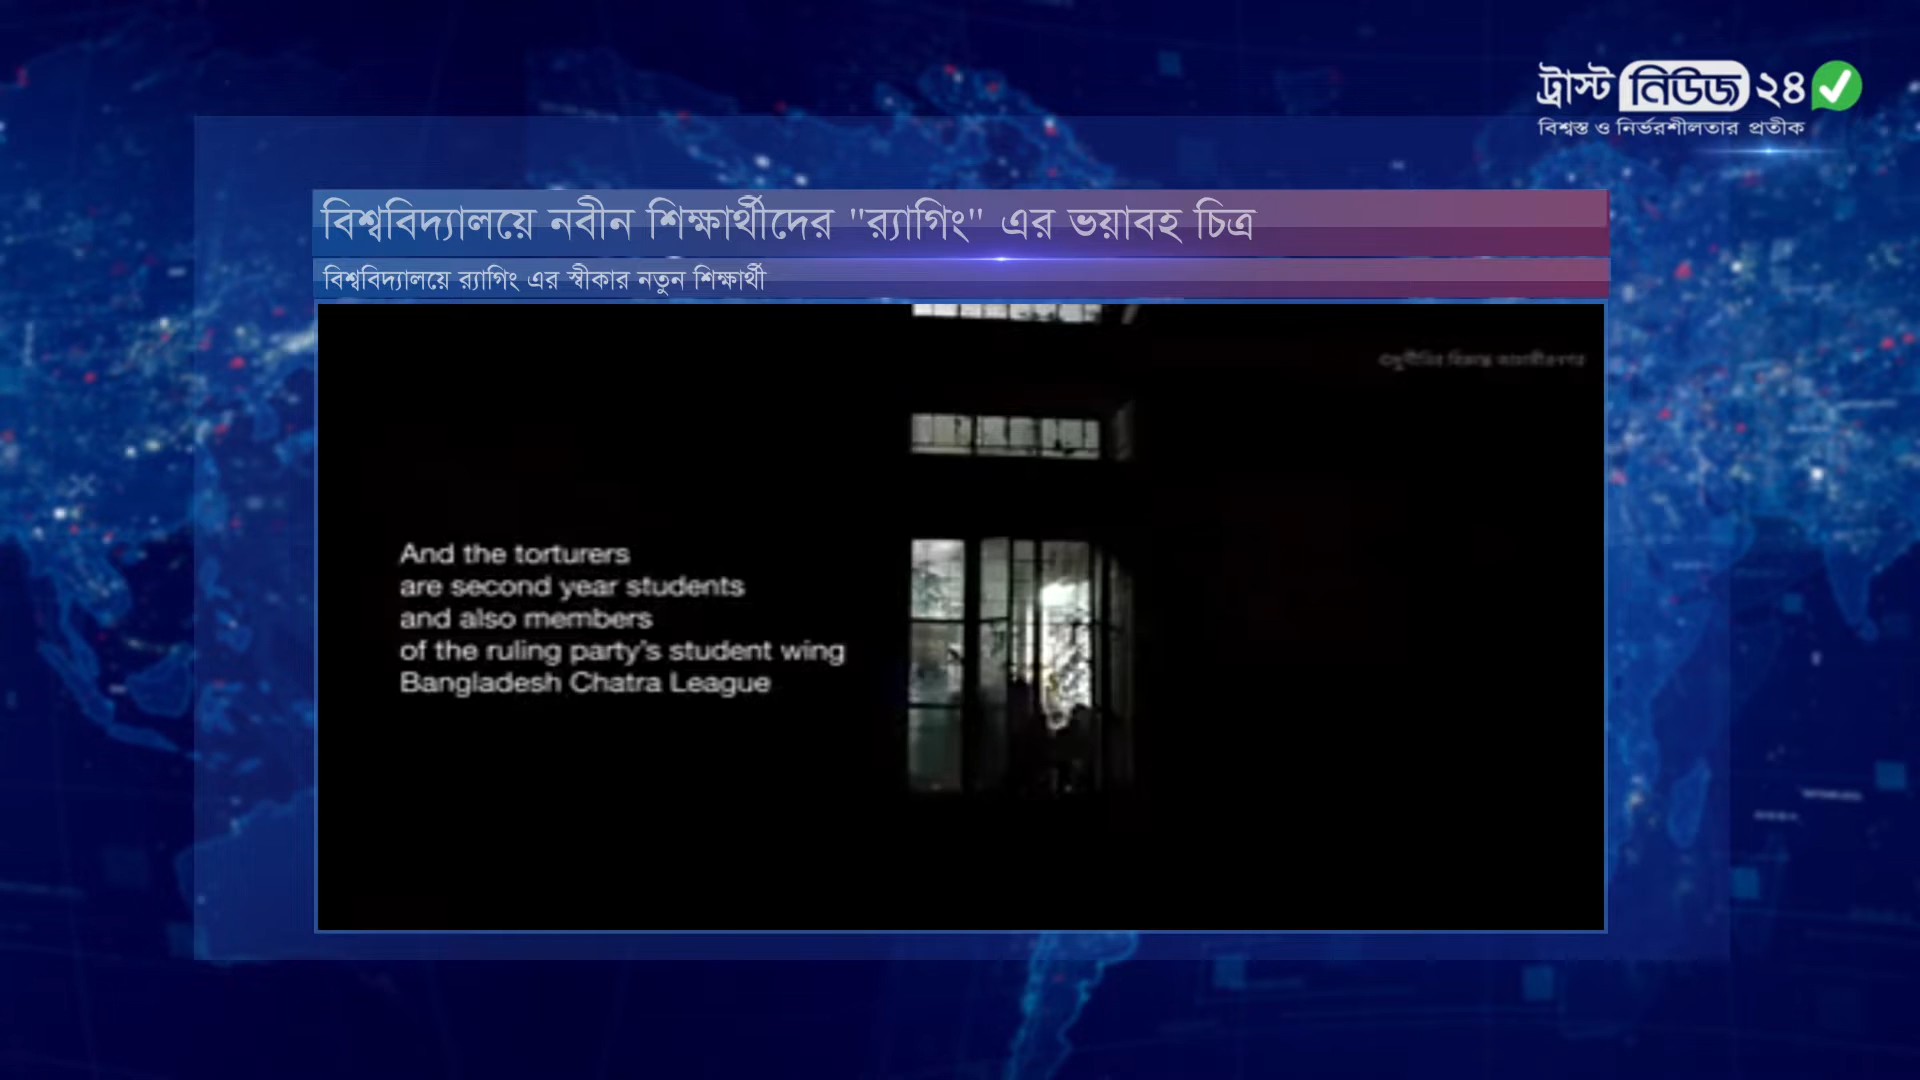 ট্রাস্ট নিউজ ২৪
বিশ্বস্ত ও নির্ভরশীলতার প্রতীক
বিশ্ববিদ্যালয়ে নবীন শিক্ষার্থীদের "র‍্যাগিং" এর ভয়াবহ চিত্র
বিশ্ববিদ্যালয়ে র‍্যাগিং এর স্বীকার নতুন শিক্ষার্থী
And the torturers
are second year students
and also members
of the ruling party's student wing
Bangladesh Chatra League